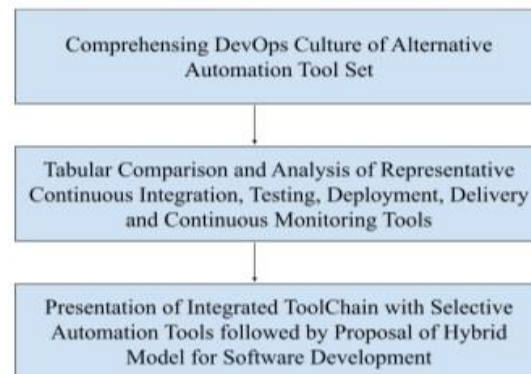 Comprehensing DevOps Culture of Alternative
Automation Tool Set
Tabular Comparison and Analysis of Representative
Continuous Integration, Testing, Deployment, Delivery
and Continuous Monitoring Tools
Presentation of Integrated ToolChain with Selective
Automation Tools followed by Proposal of Hybrid
Model for Software Development